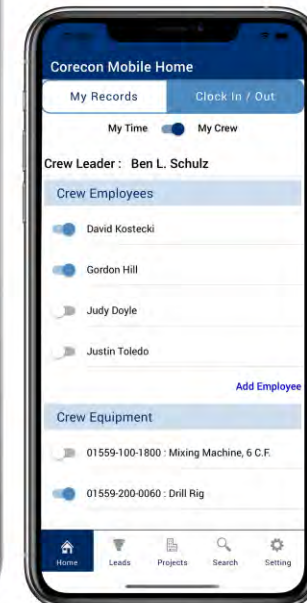 Corecon Mobile Home
My Records Clock In / Out
My Time My Crew
Crew Leader : Ben L. Schulz
Crew Employees
David Kostecki
Gordon Hill
Judy Doyle
Justin Toledo
Add Employee
Crew Equipment
01559-100-1800 : Mixing Machine, 6 C.F.
01559-200-0060 : Drill Rig
Home Leads Projects Search Setting